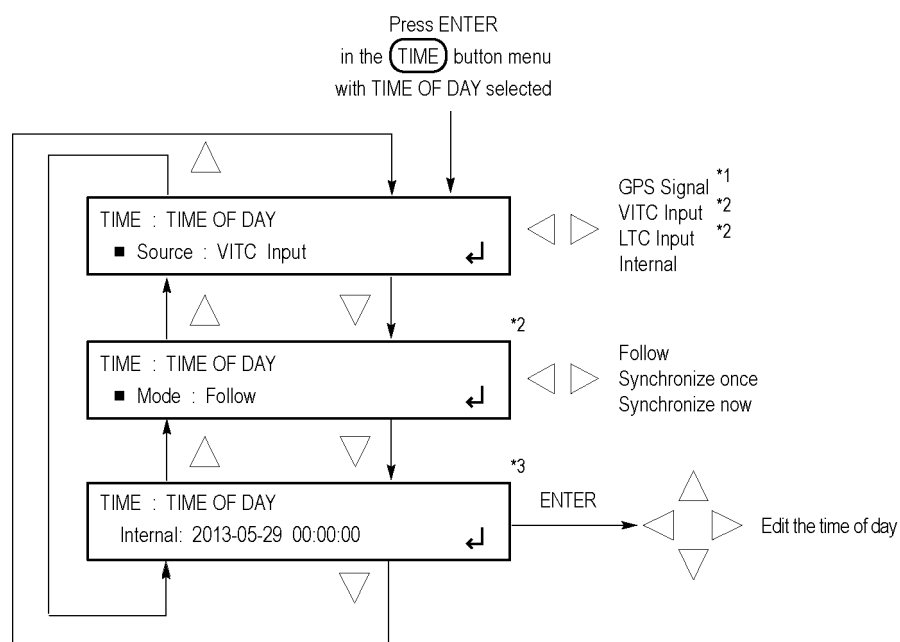 Press ENTER
in the TIME button menu
with TIME OF DAY selected
TIME : TIME OF DAY
■ Source : VITC Input
GPS Signal *1
VITC Input *2
LTC Input *2
Internal
*2
TIME : TIME OF DAY
■ Mode : Follow
Follow
Synchronize once
Synchronize now
*3
TIME : TIME OF DAY
Internal: 2013-05-29 00:00:00
ENTER
Edit the time of day